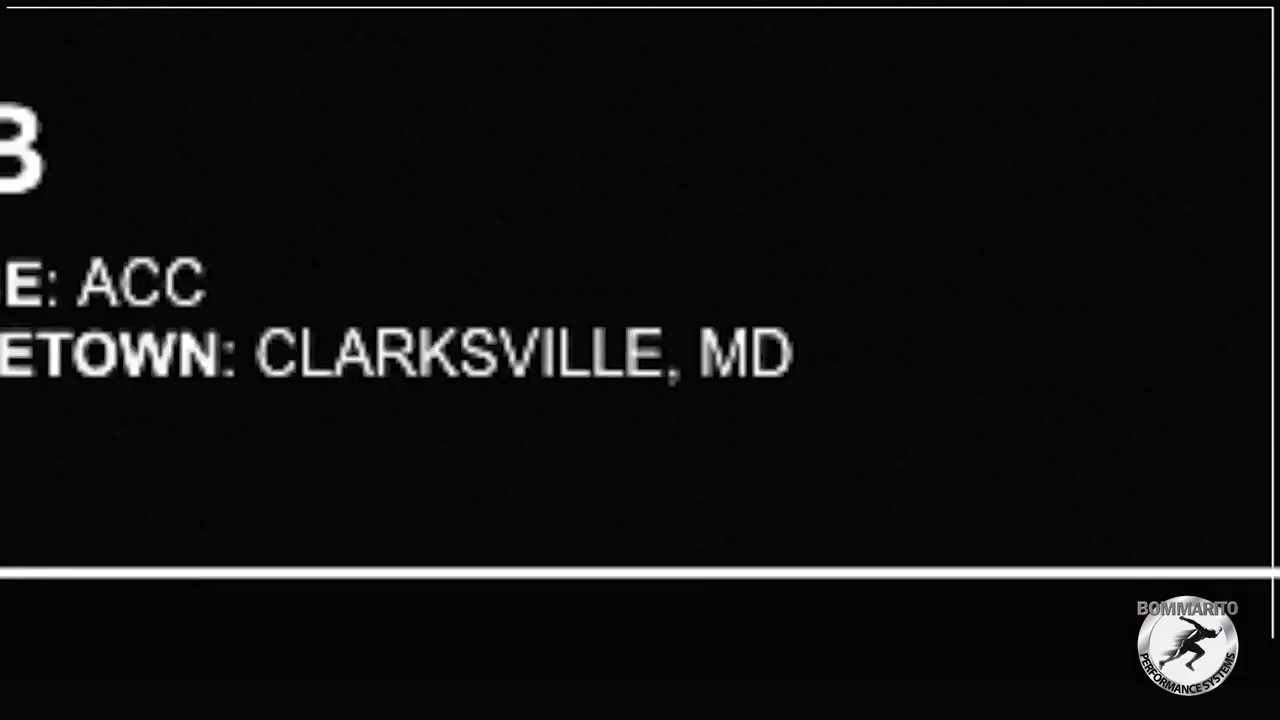 B
E: ACC
ETOWN: CLARKSVILLE, MD
BOMMARITO
PERFORMANCE SYSTEMS